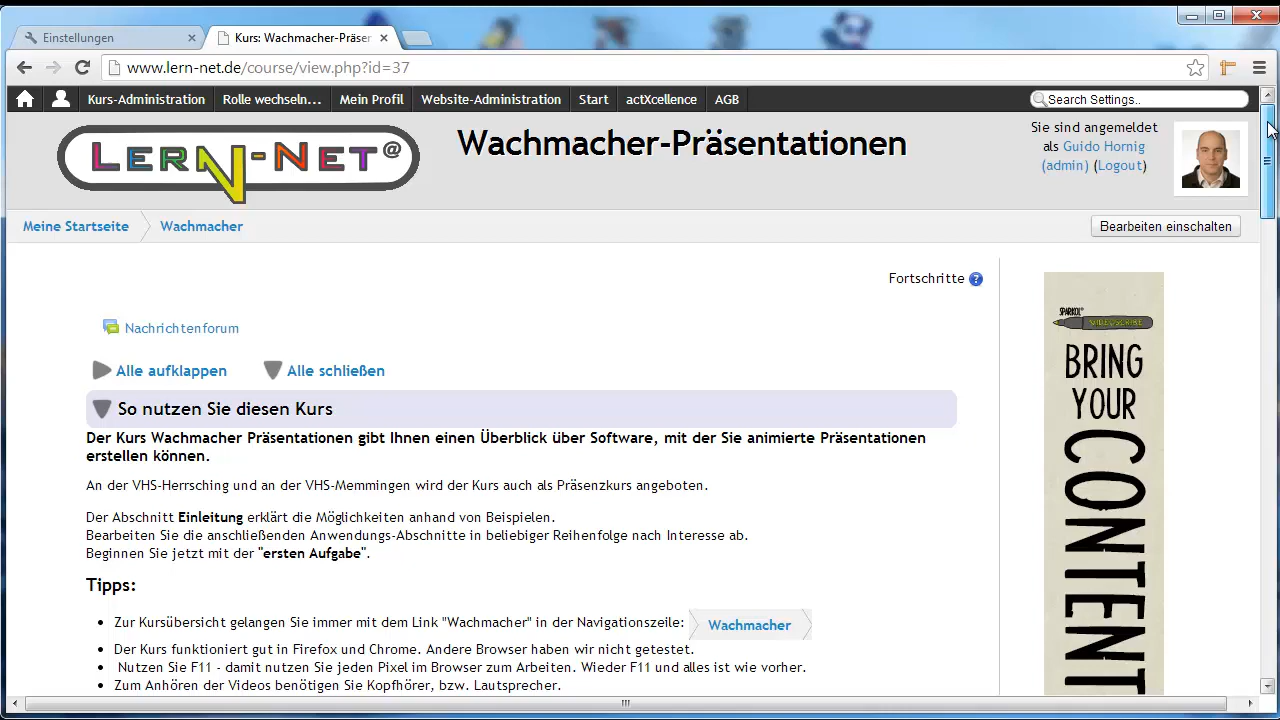 Einstellungen
Kurs: Wachmacher-Präser
www.lern-net.de/course/view.php?id=37
Kurs-Administration Rolle wechseln... Mein Profil Website-Administration Start actXcellence AGB
Search Settings..
LERN-NET@
Wachmacher-Präsentationen
Sie sind angemeldet
als Guido Hornig
(admin) (Logout)
Meine Startseite Wachmacher
Bearbeiten einschalten
Fortschritte ?
Nachrichtenforum
Alle aufklappen Alle schließen
So nutzen Sie diesen Kurs
Der Kurs Wachmacher Präsentationen gibt Ihnen einen Überblick über Software, mit der Sie animierte Präsentationen
erstellen können.
An der VHS-Herrsching und an der VHS-Memmingen wird der Kurs auch als Präsenzkurs angeboten.
Der Abschnitt Einleitung erklärt die Möglichkeiten anhand von Beispielen.
Bearbeiten Sie die anschließenden Anwendungs-Abschnitte in beliebiger Reihenfolge nach Interesse ab.
Beginnen Sie jetzt mit der "ersten Aufgabe".
Tipps:
• Zur Kursübersicht gelangen Sie immer mit dem Link "Wachmacher" in der Navigationszeile: Wachmacher
• Der Kurs funktioniert gut in Firefox und Chrome. Andere Browser haben wir nicht getestet.
• Nutzen Sie F11 - damit nutzen Sie jeden Pixel im Browser zum Arbeiten. Wieder F11 und alles ist wie vorher.
• Zum Anhören der Videos benötigen Sie Kopfhörer, bzw. Lautsprecher.
SPARKOL
VIDEOSCRIBE
BRING
YOUR
CONTENT